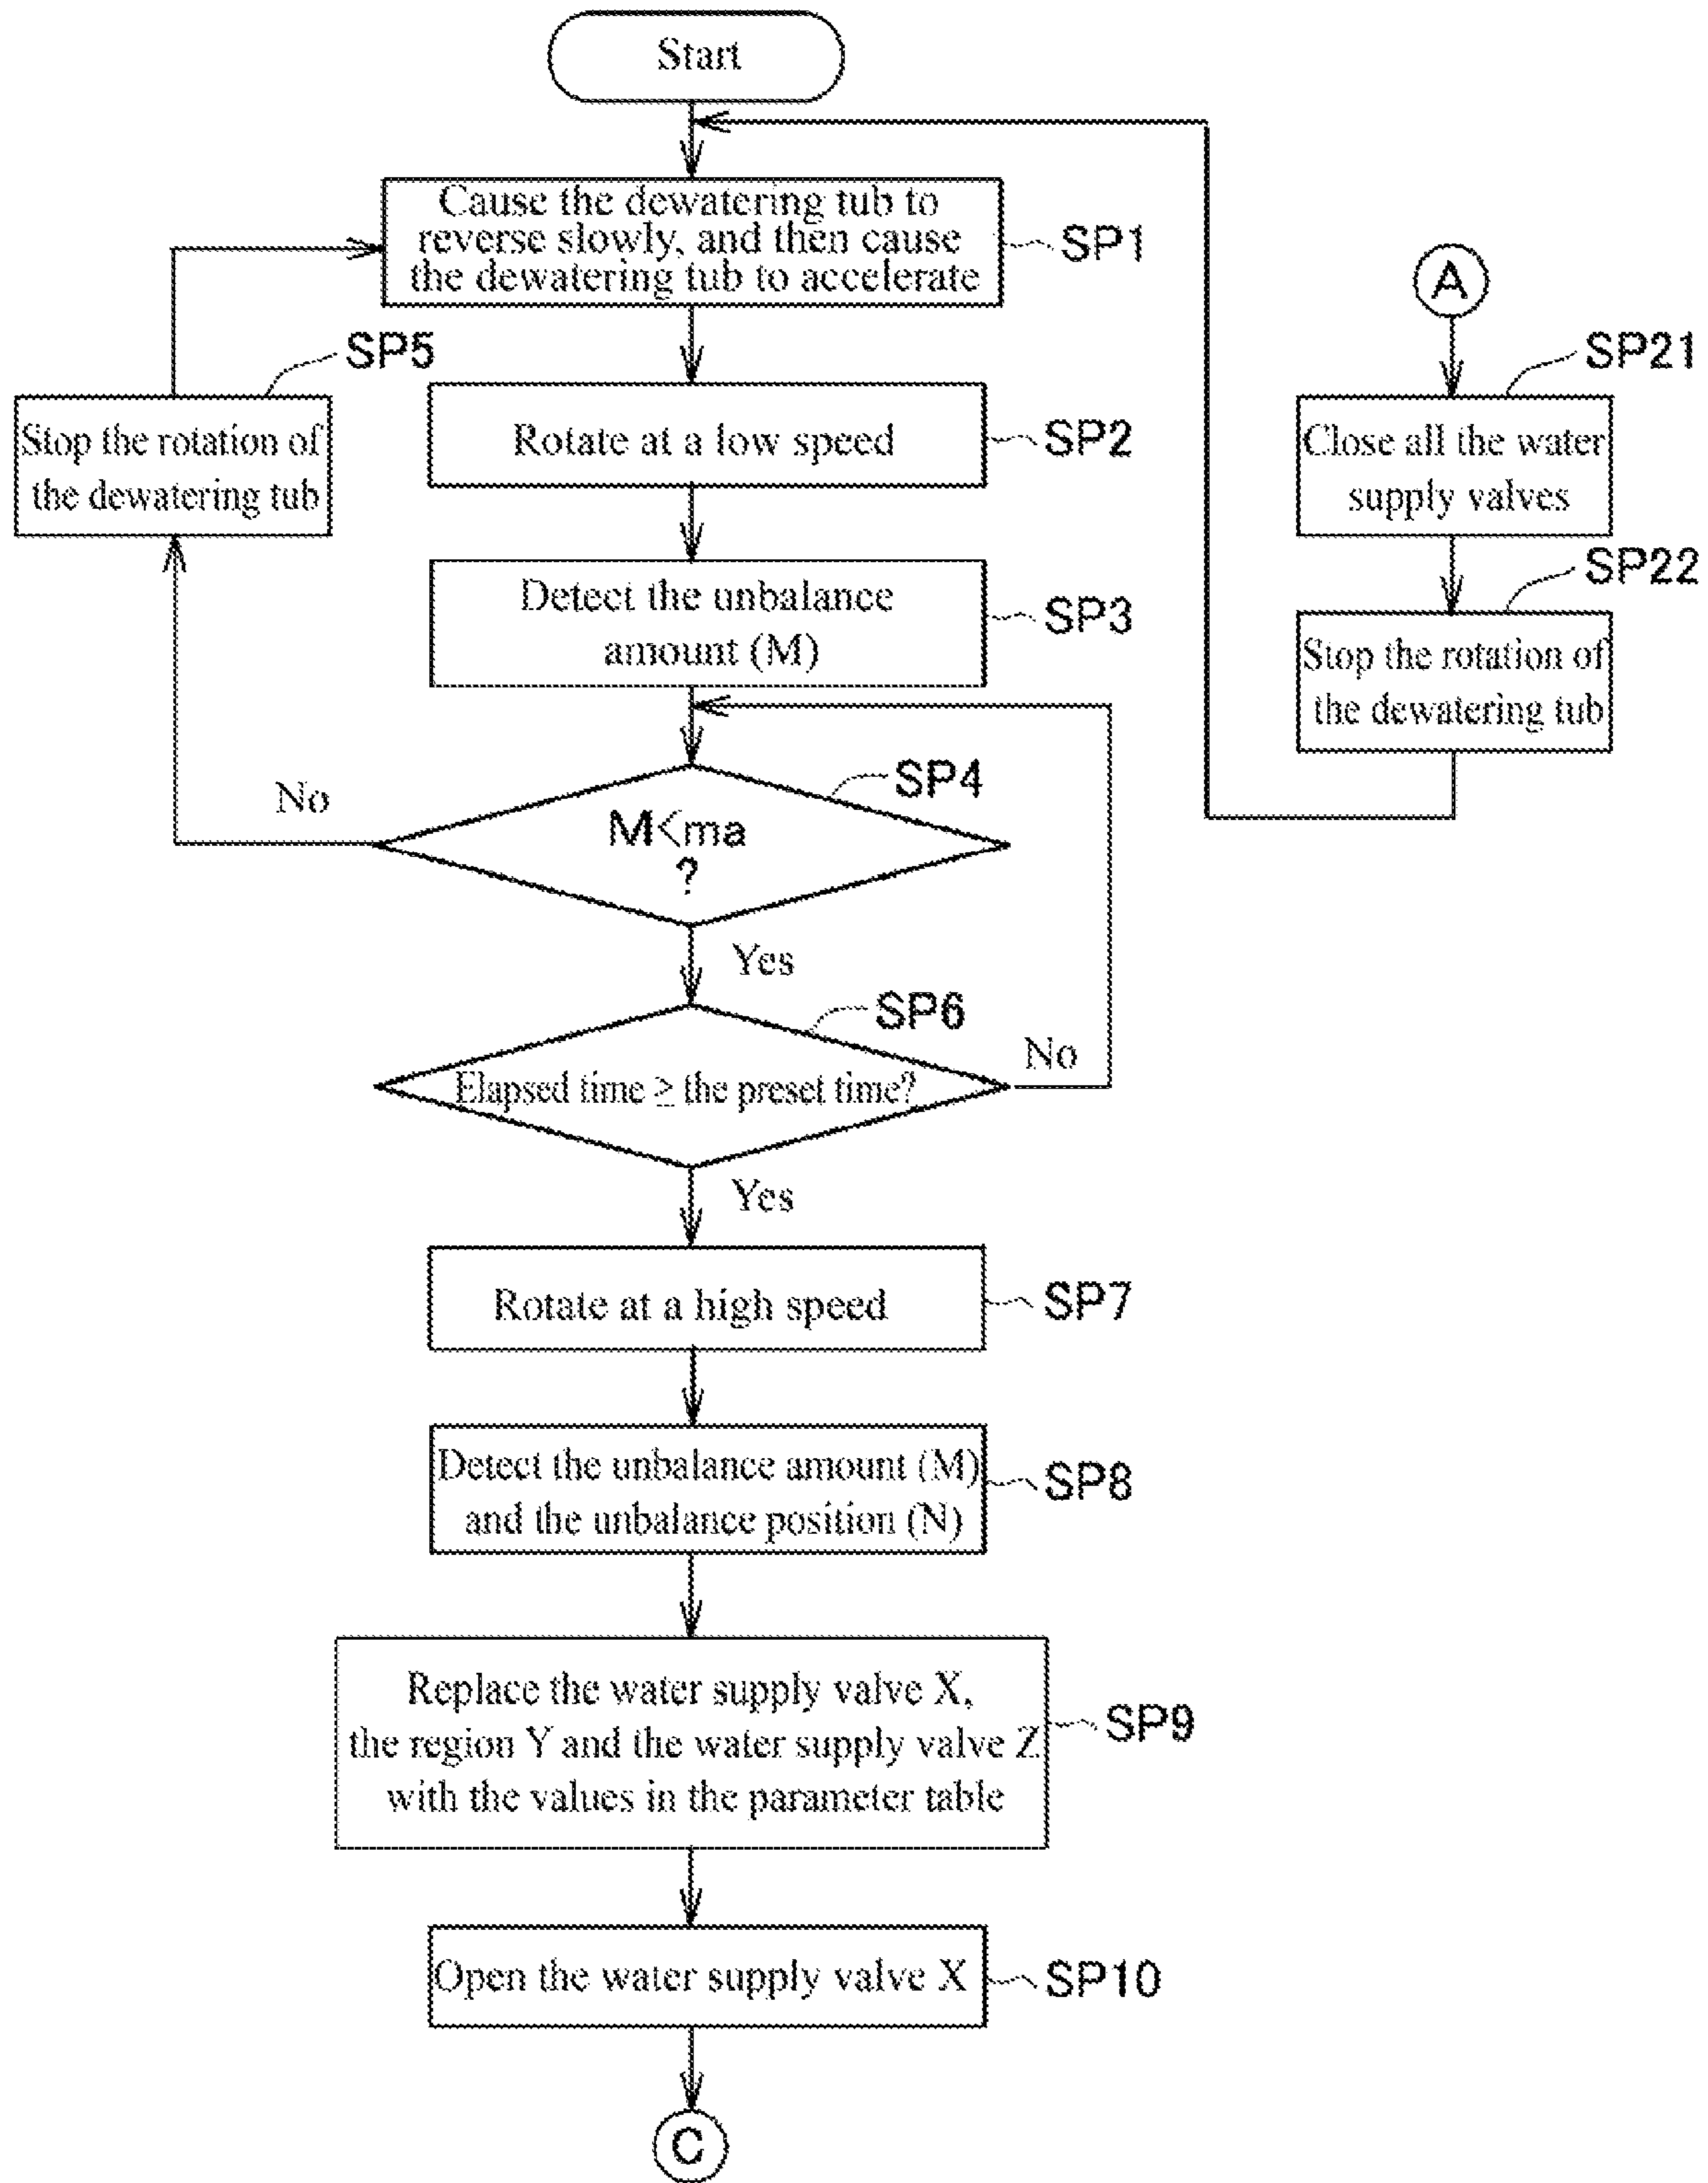 Start
Cause the dewatering tub to
reverse slowly, and then cause
the dewatering tub to accelerate
SP1
A
SP5
Stop the rotation of
the dewatering tub
Rotate at a low speed
SP2
SP21
Close all the water
supply valves
SP22
Stop the rotation of
the dewatering tub
Detect the unbalance
amount (M)
SP3
SP4
No
M<ma
?
Yes
SP6
No
Elapsed time ≥ the preset time?
Yes
Rotate at a high speed
SP7
Detect the unbalance amount (M)
and the unbalance position (N)
SP8
Replace the water supply valve X,
the region Y and the water supply valve Z
with the values in the parameter table
SP9
Open the water supply valve X
SP10
C